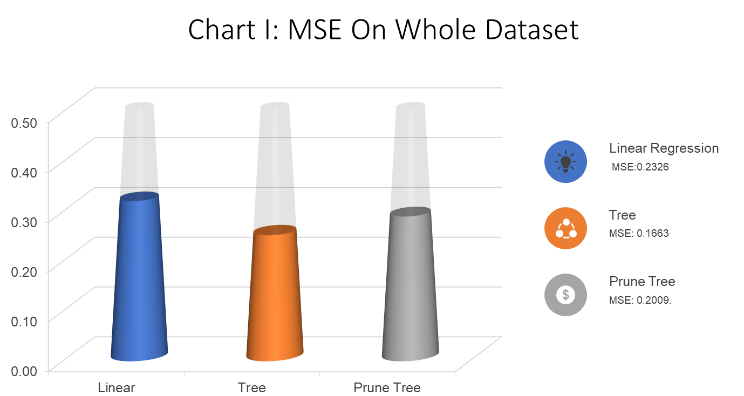 Chart I: MSE On Whole Dataset
0.50
0.40
0.30
0.20
0.10
0.00
Linear
Tree
Prune Tree
Linear Regression
MSE:0.2326
Tree
MSE: 0.1663
$
Prune Tree
MSE: 0.2009.